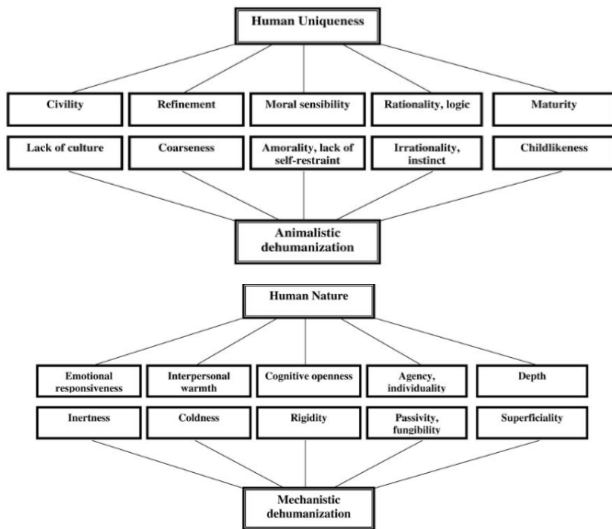 Human Uniqueness
Civility
Refinement
Moral sensibility
Rationality, logic
Maturity
Lack of culture
Coarseness
Amorality, lack of
self-restraint
Irrationality,
instinct
Childlikeness
Animalistic
dehumanization
Human Nature
Emotional
responsiveness
Interpersonal
warmth
Cognitive openness
Agency,
individuality
Depth
Inertness
Coldness
Rigidity
Passivity,
fungibility
Superficiality
Mechanistic
dehumanization